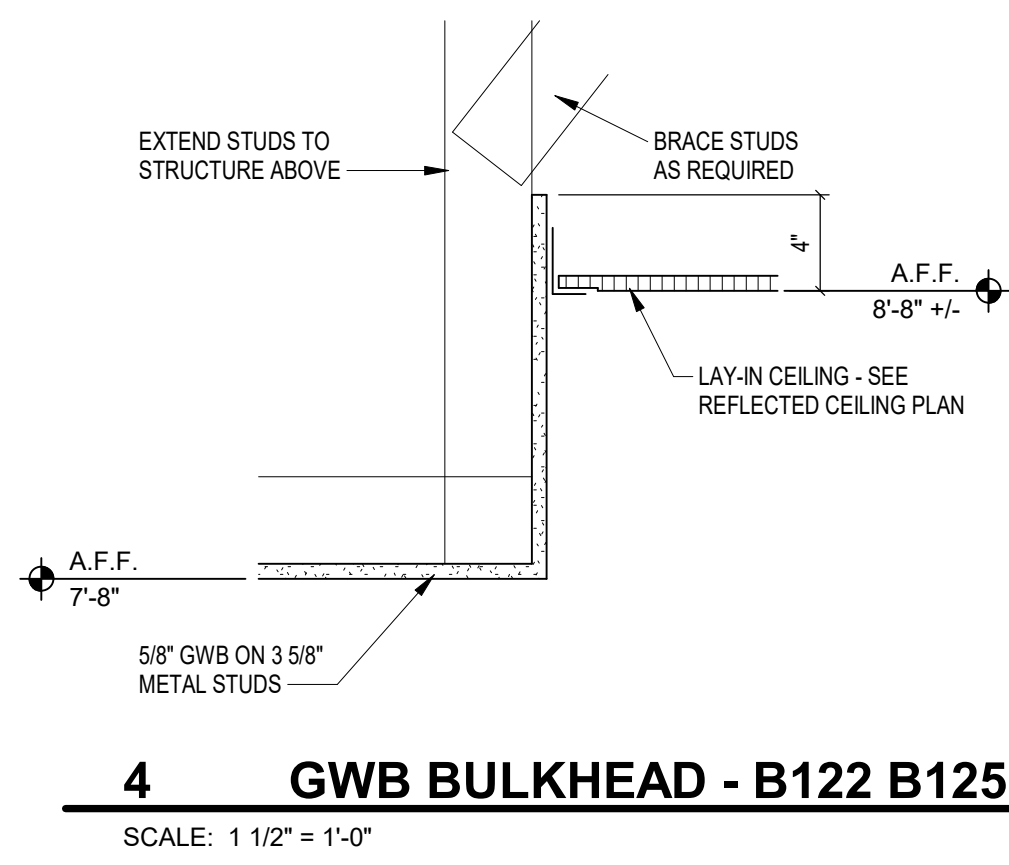 EXTEND STUDS TO
STRUCTURE ABOVE
BRACE STUDS
AS REQUIRED
4"
A.F.F.
8'-8" +/-
LAY-IN CEILING - SEE
REFLECTED CEILING PLAN
A.F.F.
7'-8"
5/8" GWB ON 3 5/8"
METAL STUDS
4 GWB BULKHEAD - B122 B125
SCALE: 1 1/2" = 1'-0"